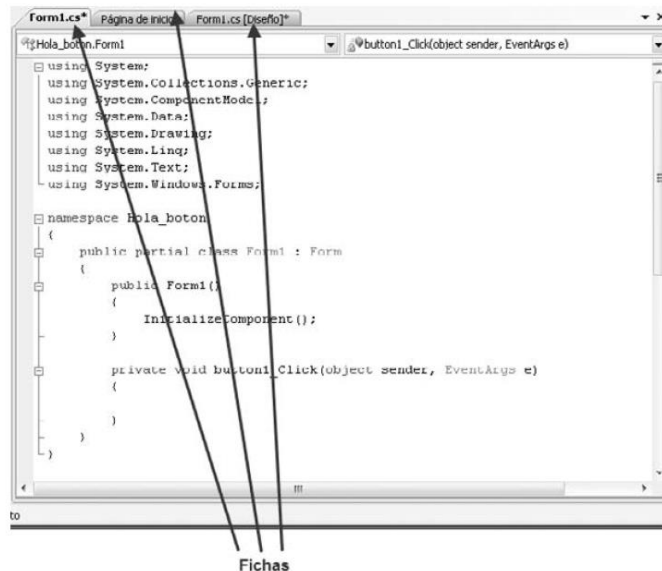 Form1.cs* Página de inicio Form1.cs [Diseño]*
Hola_boton.Form1 button1_Click(object sender, EventArgs e)
using System;
using System.Collections.Generic;
using System.ComponentModel;
using System.Data;
using System.Drawing;
using System.Linq;
using System.Text;
using System.Windows.Forms;
namespace Hola_boton
{
public partial class Form1 : Form
{
public Form1()
{
InitializeComponent();
}
private void button1_Click(object sender, EventArgs e)
{
}
}
}
to
Fichas